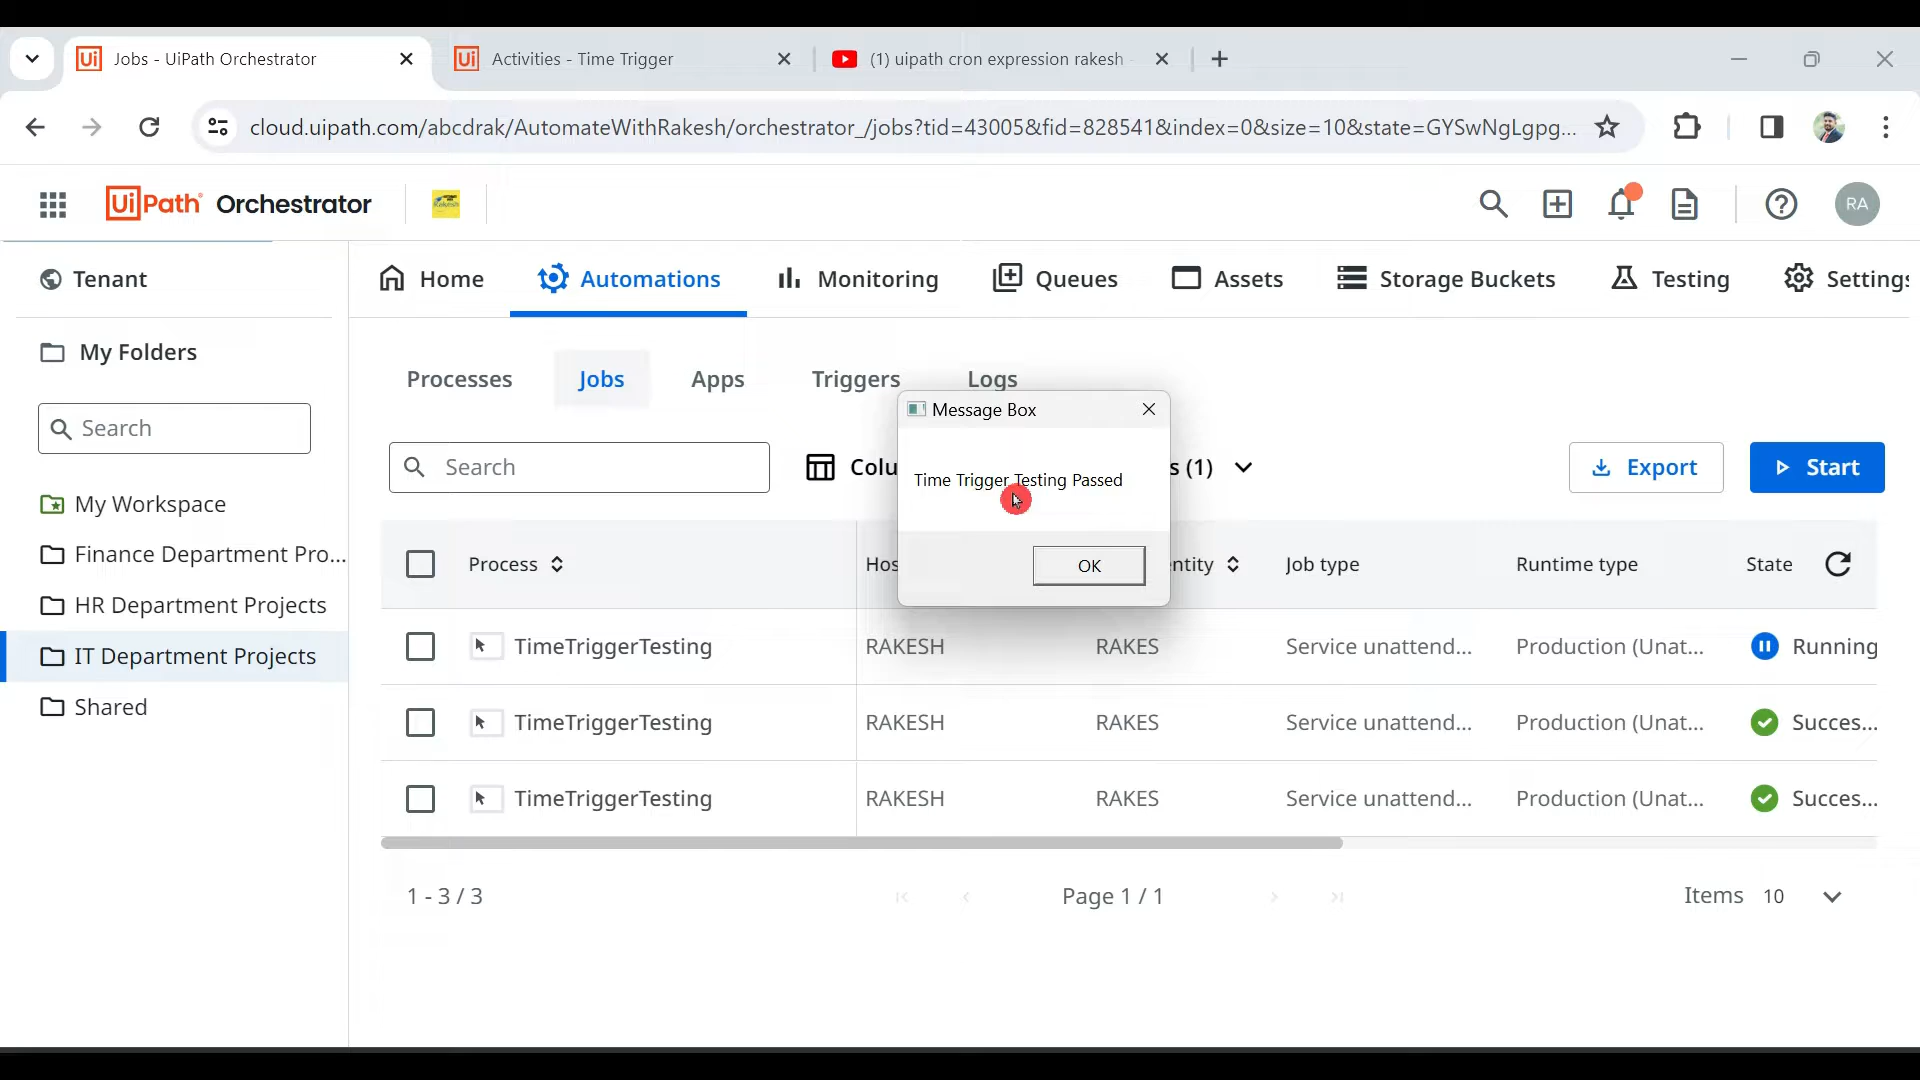 Jobs - UiPath Orchestrator
Activities - Time Trigger
(1) uipath cron expression rakesh
cloud.uipath.com/abcdrak/AutomateWithRakesh/orchestrator_/jobs?tid=43005&fid=828541&index=0&size=10&state=GYSwNgLgpg...
UiPath Orchestrator
RA
Tenant
Home
Automations
Monitoring
Queues
Assets
Storage Buckets
Testing
Settings
My Folders
Search
My Workspace
Finance Department Pro...
HR Department Projects
IT Department Projects
Shared
Processes
Jobs
Apps
Triggers
Logs
Search
Colu
s (1)
Export
Start
Message Box
Time Trigger Testing Passed
OK
Process
Hos
entity
Job type
Runtime type
State
TimeTriggerTesting RAKESH RAKES Service unattend... Production (Unat... Running
TimeTriggerTesting RAKESH RAKES Service unattend... Production (Unat... Succes...
TimeTriggerTesting RAKESH RAKES Service unattend... Production (Unat... Succes...
1 - 3 / 3
Page 1 / 1
Items 10